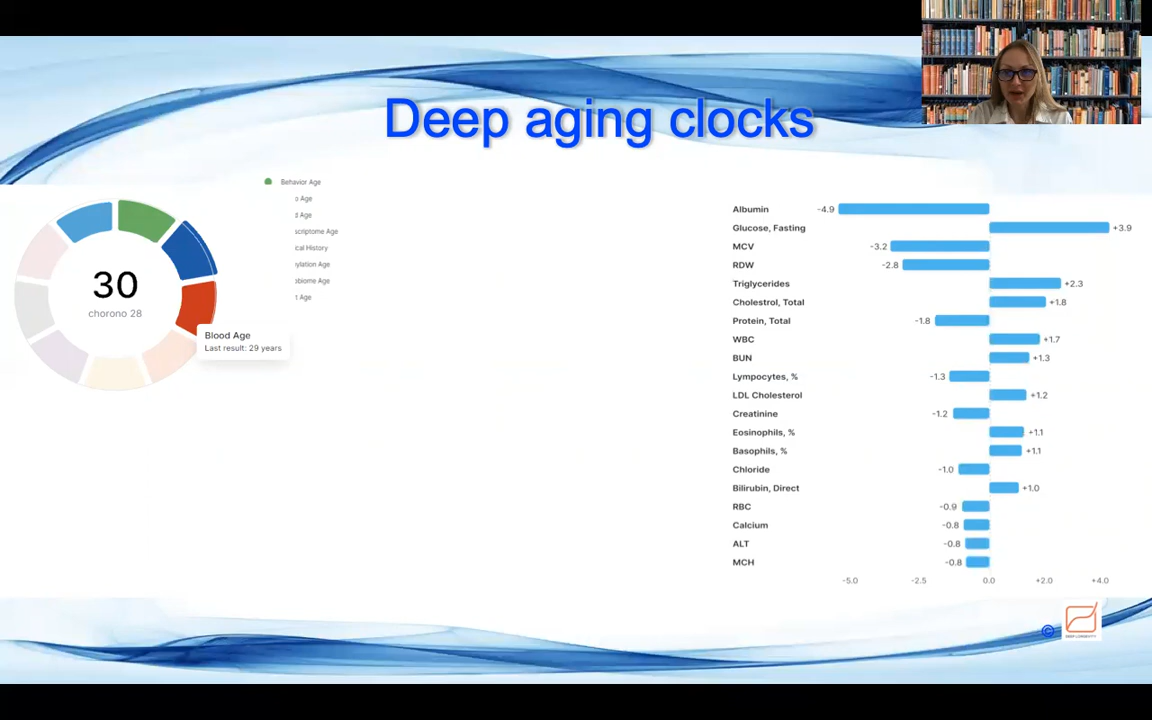 Deep aging clocks
Behavior Age
o Age
d Age
scriptome Age
ical History
ylation Age
obiome Age
t Age
30
chorono 28
Blood Age
Last result: 29 years
Albumin -4.9
Glucose, Fasting +3.9
MCV -3.2
RDW -2.8
Triglycerides +2.3
Cholestrol, Total +1.8
Protein, Total -1.8
WBC +1.7
BUN +1.3
Lympocytes, % -1.3
LDL Cholesterol +1.2
Creatinine -1.2
Eosinophils, % +1.1
Basophils, % +1.1
Chloride -1.0
Bilirubin, Direct +1.0
RBC -0.9
Calcium -0.8
ALT -0.8
MCH -0.8
-5.0 -2.5 0.0 +2.0 +4.0
©
DEEP LONGEVITY